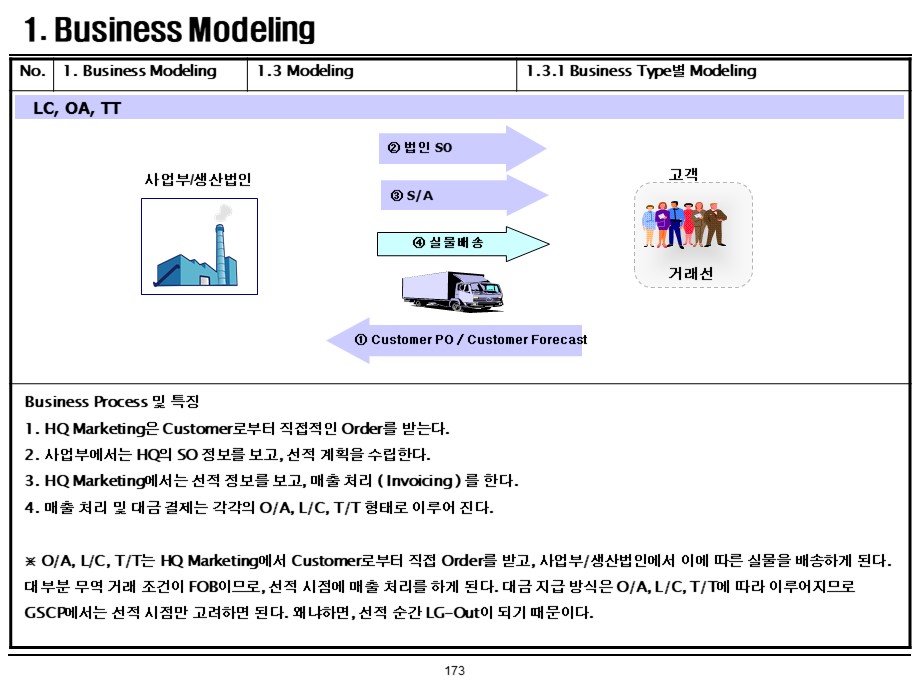 1. Business Modeling
No. 1. Business Modeling 1.3 Modeling 1.3.1 Business Type별 Modeling
LC, OA, TT
② 법인 SO
사업부/생산법인
고객
③ S/A
④ 실물배송
거래선
① Customer PO / Customer Forecast
Business Process 및 특징
1. HQ Marketing은 Customer로부터 직접적인 Order를 받는다.
2. 사업부에서는 HQ의 SO 정보를 보고, 선적 계획을 수립한다.
3. HQ Marketing에서는 선적 정보를 보고, 매출 처리 ( Invoicing ) 를 한다.
4. 매출 처리 및 대금 결제는 각각의 O/A, L/C, T/T 형태로 이루어 진다.
※ O/A, L/C, T/T는 HQ Marketing에서 Customer로부터 직접 Order를 받고, 사업부/생산법인에서 이에 따른 실물을 배송하게 된다.
대부분 무역 거래 조건이 FOB이므로, 선적 시점에 매출 처리를 하게 된다. 대금 지급 방식은 O/A, L/C, T/T에 따라 이루어지므로
GSCP에서는 선적 시점만 고려하면 된다. 왜냐하면, 선적 순간 LG-Out이 되기 때문이다.
173